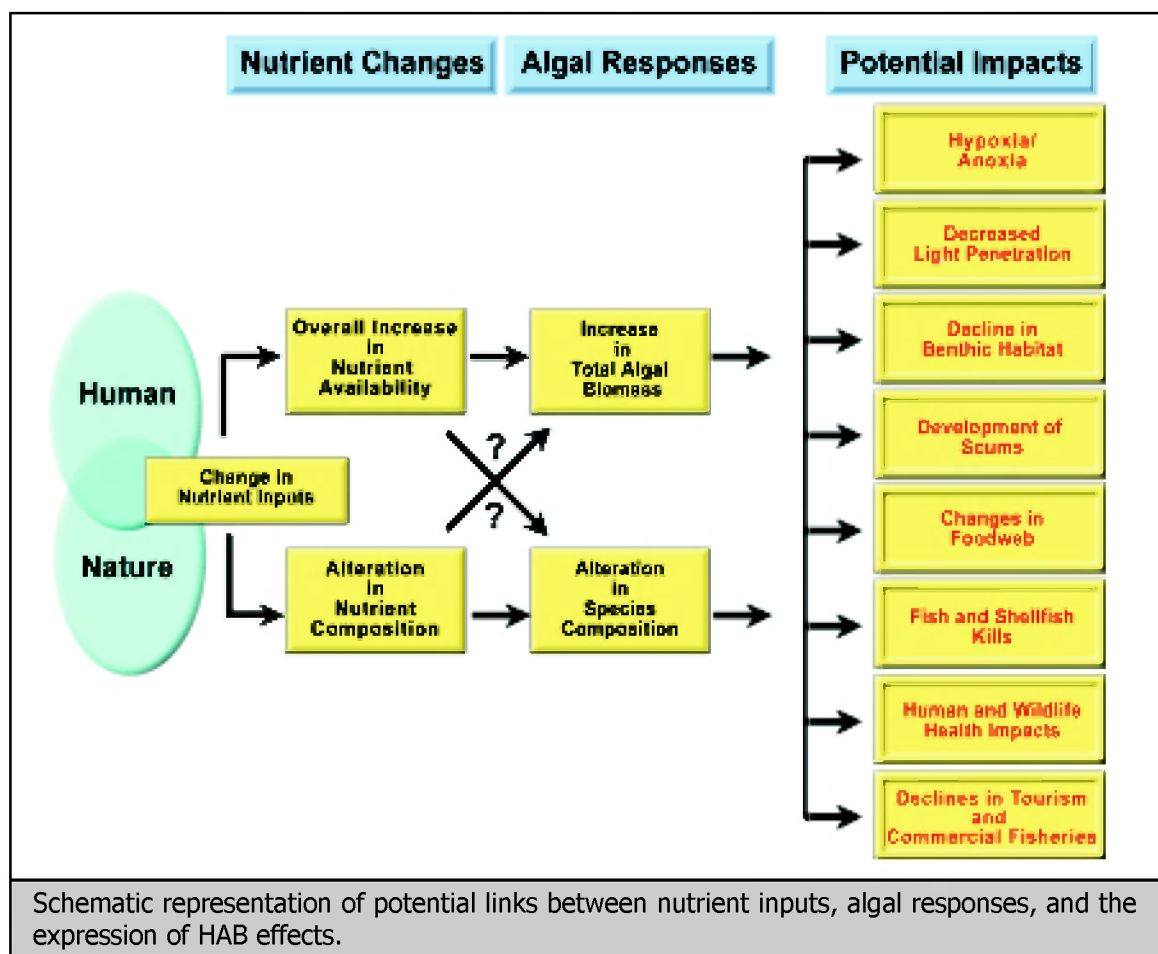 Nutrient Changes
Algal Responses
Potential Impacts
Human
Nature
Change in
Nutrient Inputs
Overall Increase
in
Nutrient
Availability
Alteration
in
Nutrient
Composition
?
?
Increase
in
Total Algal
Biomass
Alteration
in
Species
Composition
Hypoxia/
Anoxia
Decreased
Light Penetration
Decline in
Benthic Habitat
Development of
Scums
Changes in
Foodweb
Fish and Shellfish
Kills
Human and Wildlife
Health Impacts
Declines in Tourism
and
Commercial Fisheries
Schematic representation of potential links between nutrient inputs, algal responses, and the
expression of HAB effects.